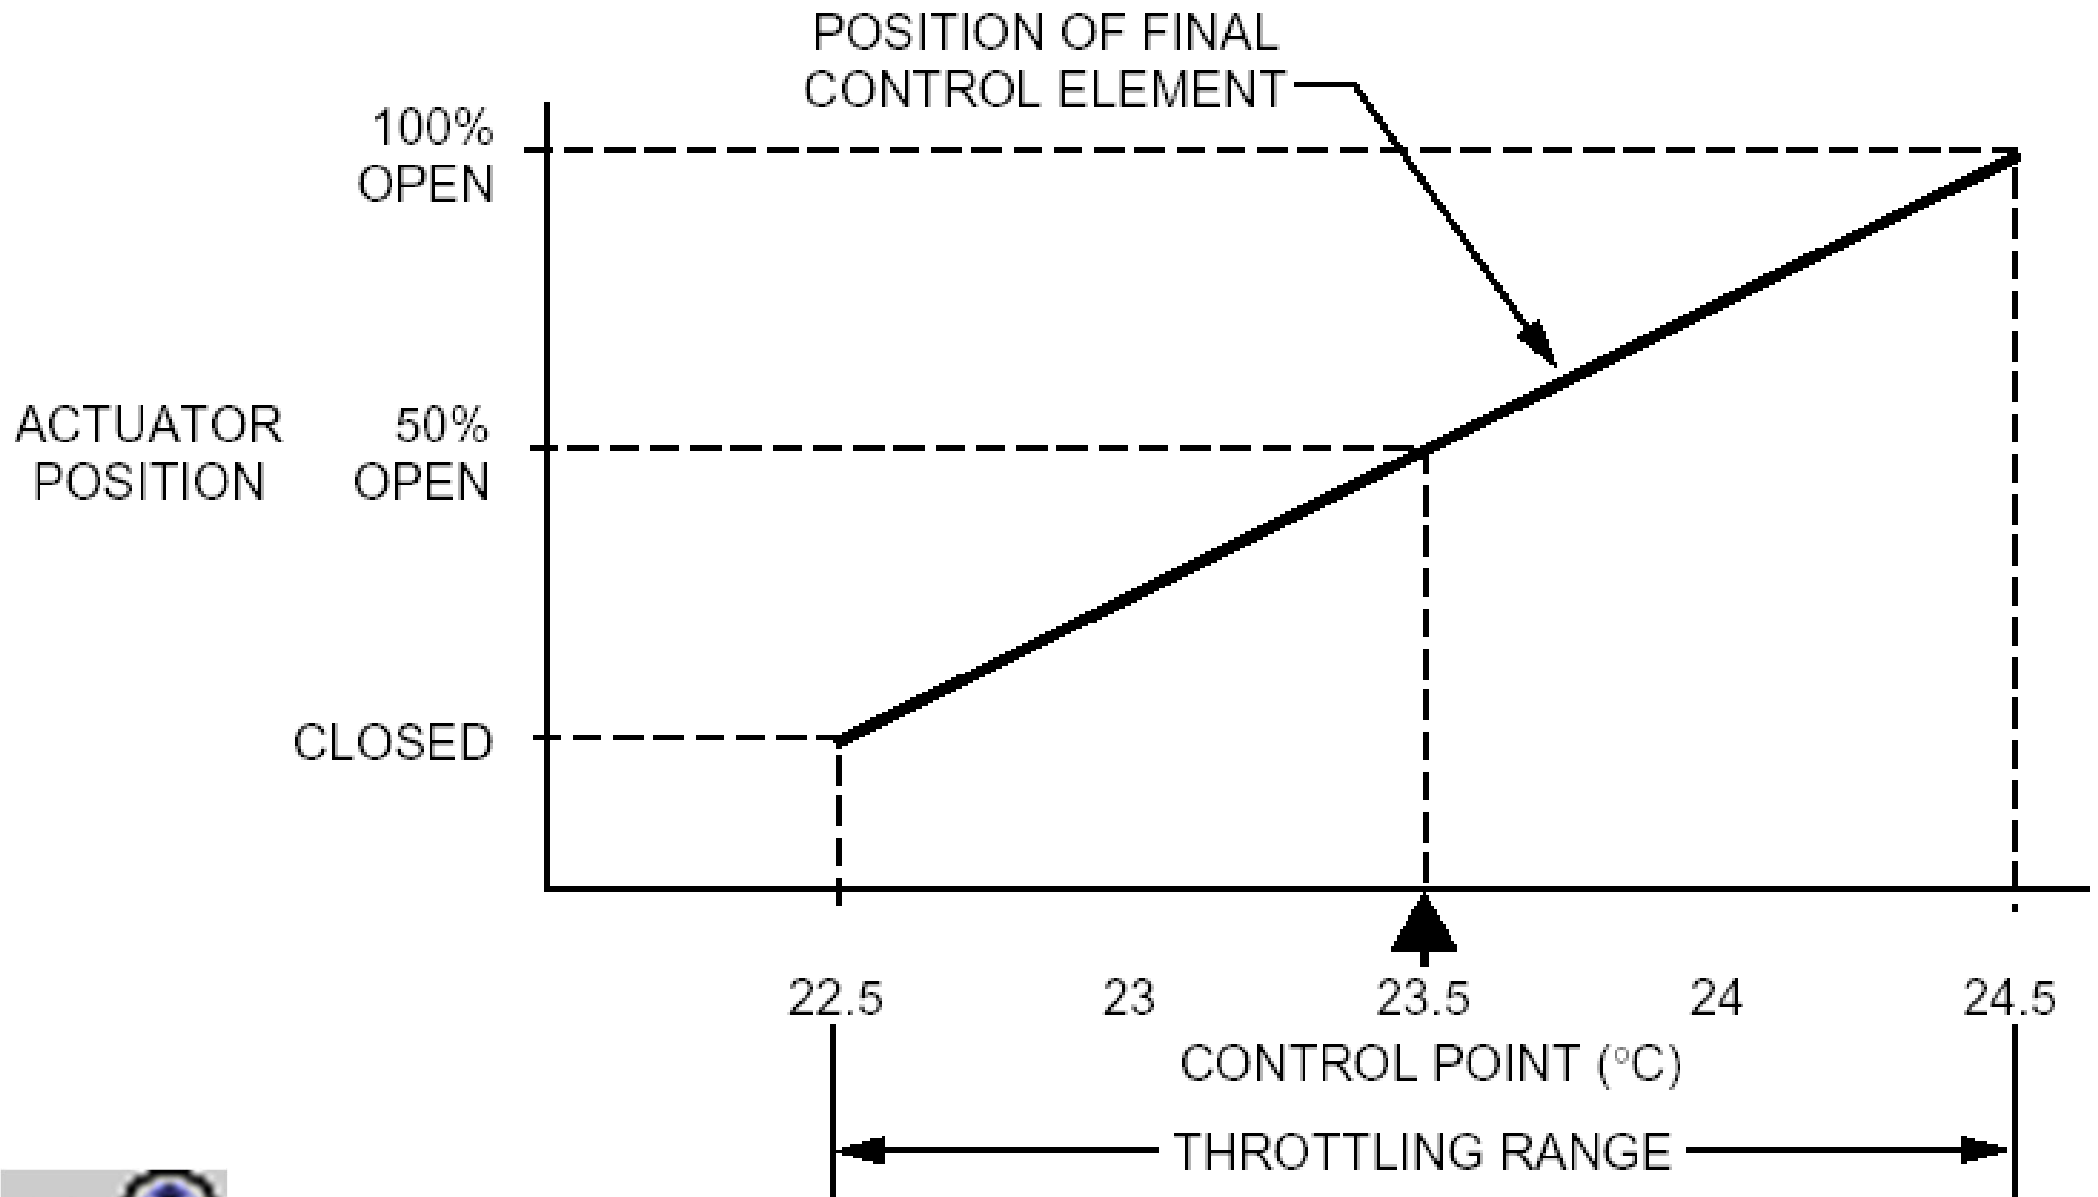 POSITION OF FINAL
CONTROL ELEMENT
100%
OPEN
ACTUATOR
POSITION
50%
OPEN
CLOSED
22.5 23 23.5 24 24.5
CONTROL POINT (°C)
THROTTLING RANGE